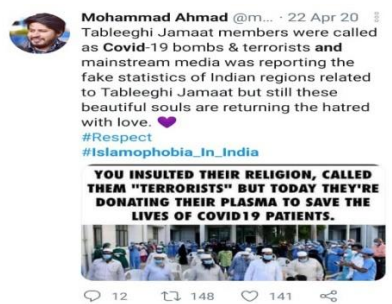 Mohammad Ahmad @m... · 22 Apr 20
Tableeghi Jamaat members were called
as Covid-19 bombs & terrorists and
mainstream media was reporting the
fake statistics of Indian regions related
to Tableeghi Jamaat but still these
beautiful souls are returning the hatred
with love. 💜
#Respect
#Islamophobia_In_India
YOU INSULTED THEIR RELIGION, CALLED
THEM "TERRORISTS" BUT TODAY THEY'RE
DONATING THEIR PLASMA TO SAVE THE
LIVES OF COVID19 PATIENTS.
12 148 141